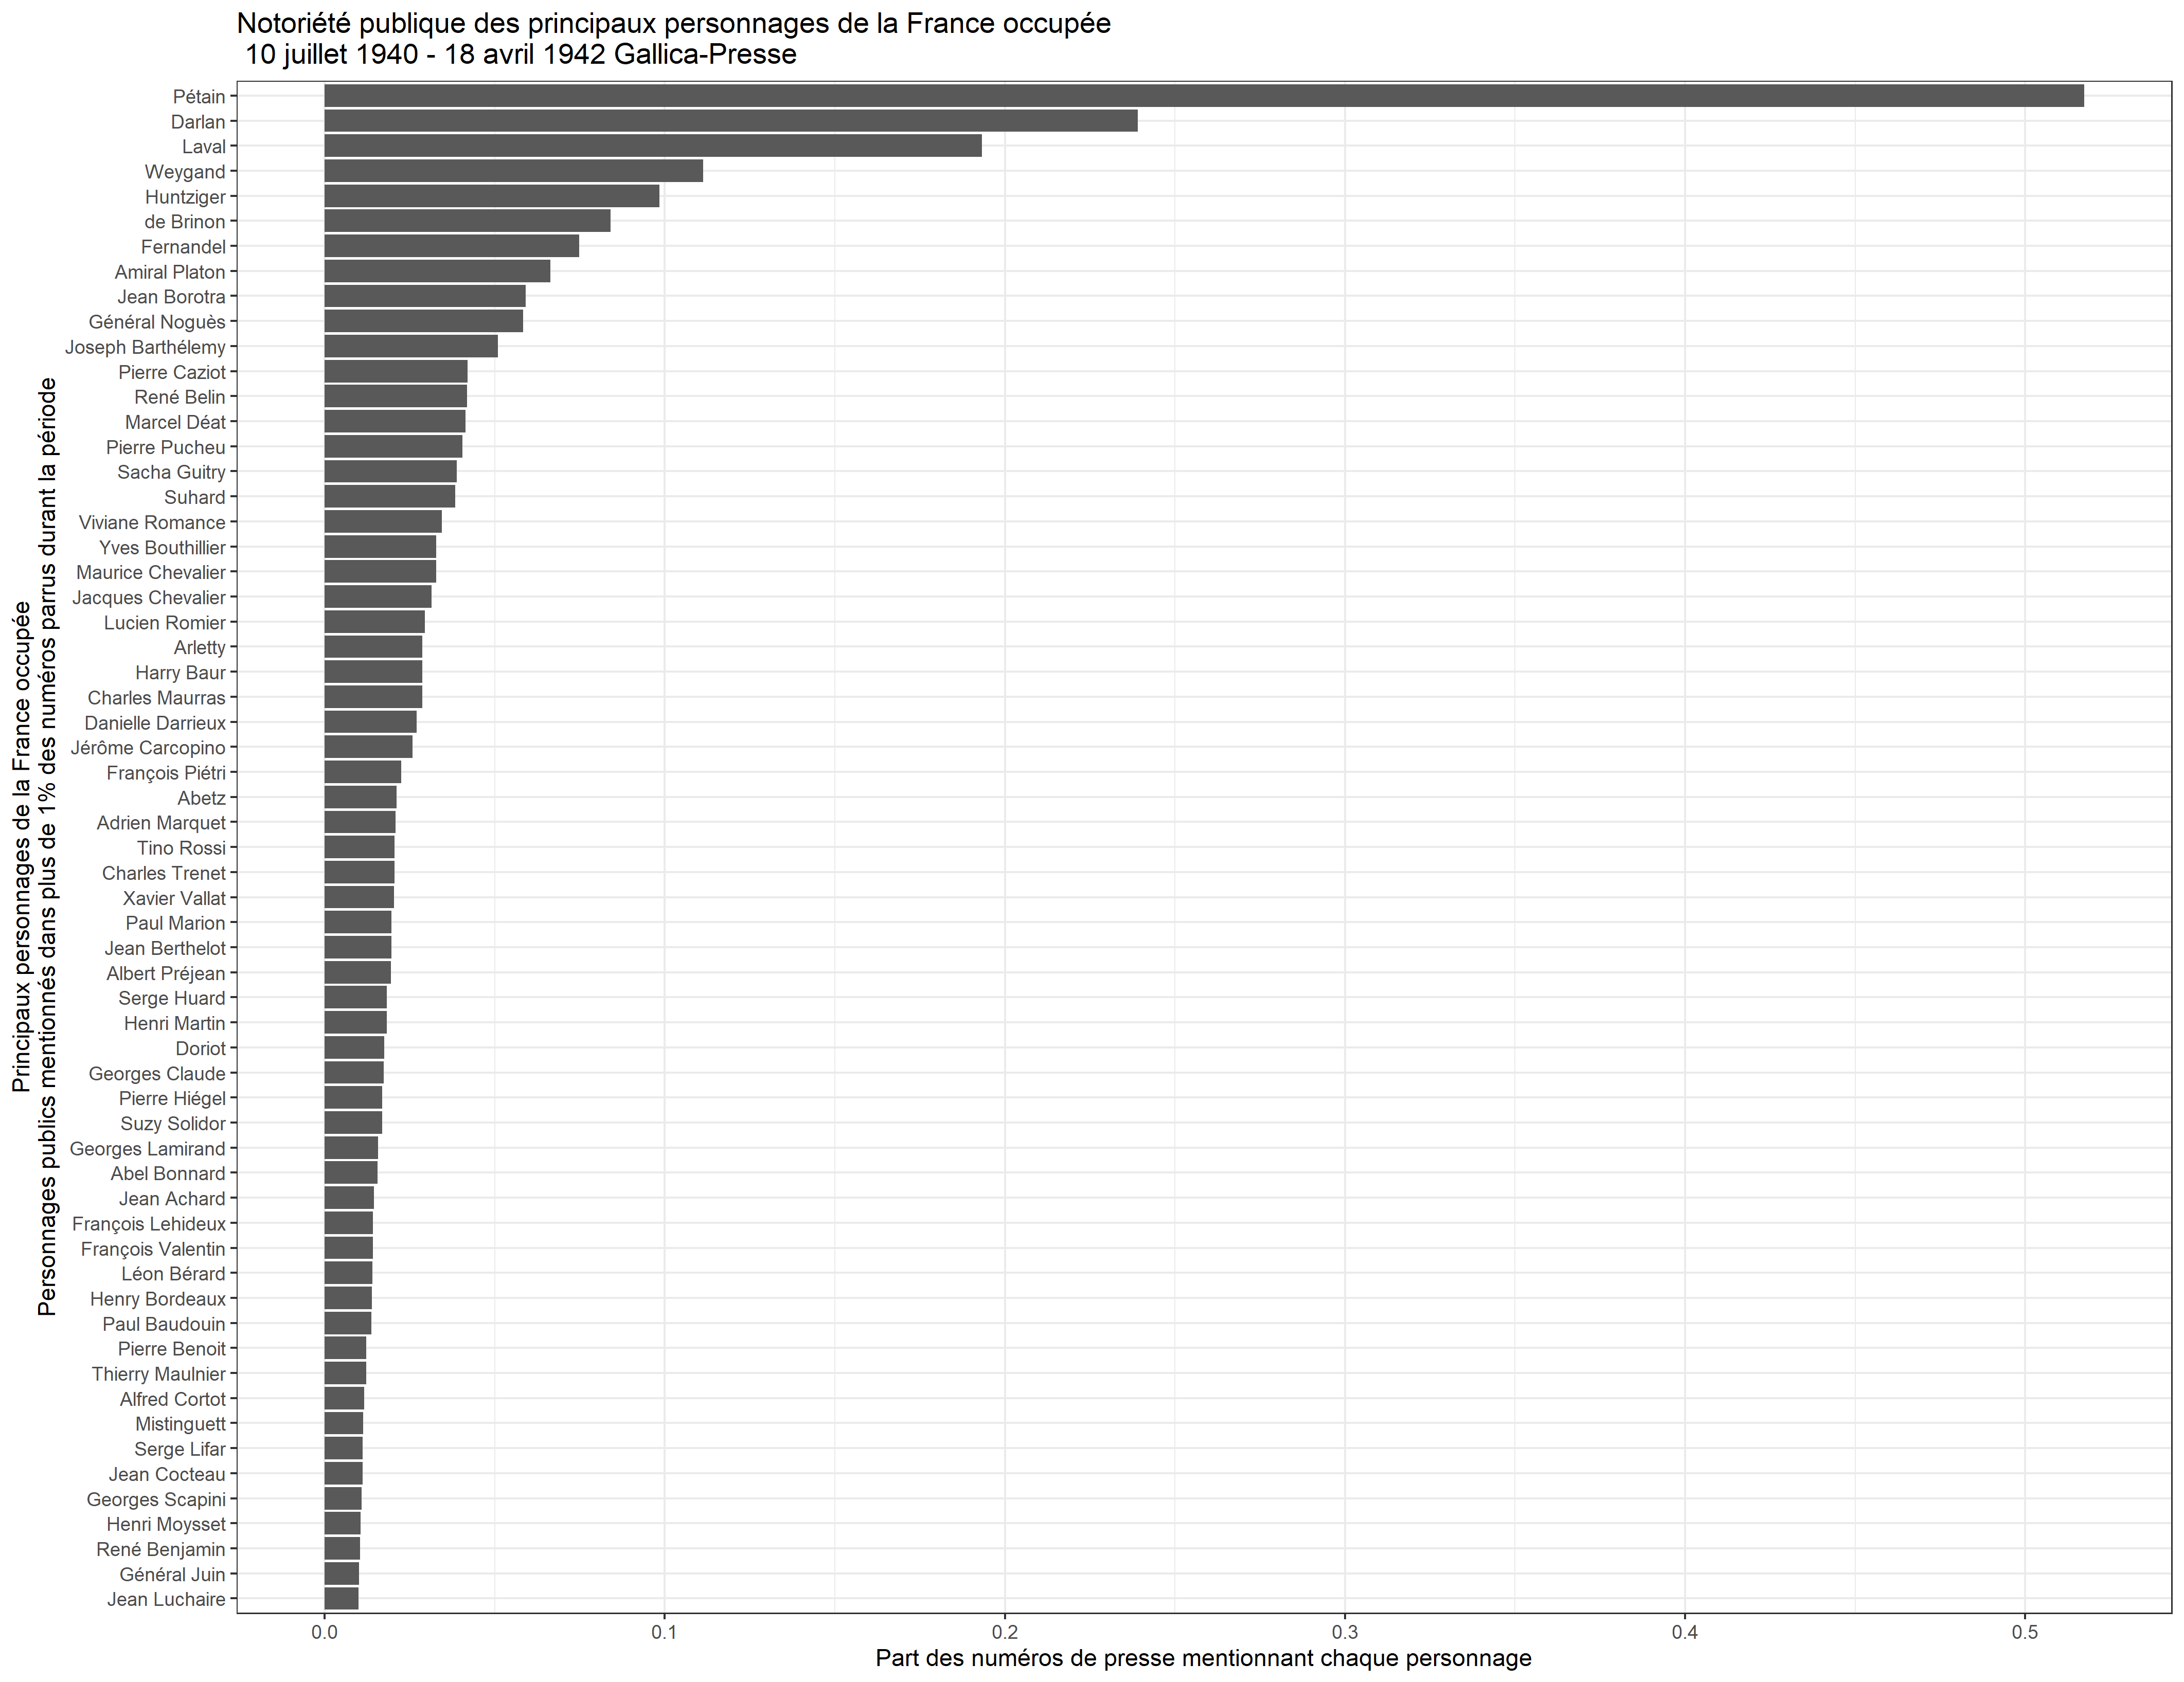 Notoriété publique des principaux personnages de la France occupée
10 juillet 1940 - 18 avril 1942 Gallica-Presse
Principaux personnages de la France occupée
Personnages publics mentionnés dans plus de 1% des numéros parrus durant la période
Pétain
Darlan
Laval
Weygand
Huntziger
de Brinon
Fernandel
Amiral Platon
Jean Borotra
Général Noguès
Joseph Barthélemy
Pierre Caziot
René Belin
Marcel Déat
Pierre Pucheu
Sacha Guitry
Suhard
Viviane Romance
Yves Bouthillier
Maurice Chevalier
Jacques Chevalier
Lucien Romier
Arletty
Harry Baur
Charles Maurras
Danielle Darrieux
Jérôme Carcopino
François Piétri
Abetz
Adrien Marquet
Tino Rossi
Charles Trenet
Xavier Vallat
Paul Marion
Jean Berthelot
Albert Préjean
Serge Huard
Henri Martin
Doriot
Georges Claude
Pierre Hiégel
Suzy Solidor
Georges Lamirand
Abel Bonnard
Jean Achard
François Lehideux
François Valentin
Léon Bérard
Henry Bordeaux
Paul Baudouin
Pierre Benoit
Thierry Maulnier
Alfred Cortot
Mistinguett
Serge Lifar
Jean Cocteau
Georges Scapini
Henri Moysset
René Benjamin
Général Juin
Jean Luchaire
0.0 0.1 0.2 0.3 0.4 0.5
Part des numéros de presse mentionnant chaque personnage